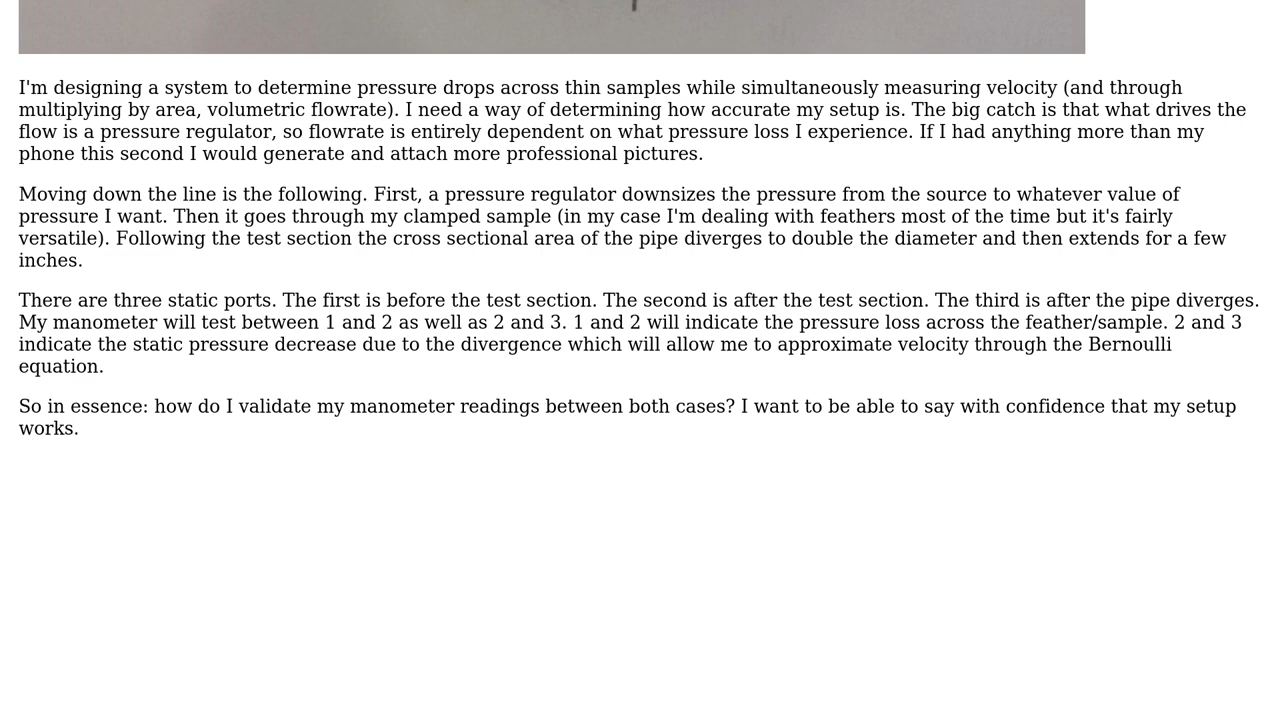 I'm designing a system to determine pressure drops across thin samples while simultaneously measuring velocity (and through
multiplying by area, volumetric flowrate). I need a way of determining how accurate my setup is. The big catch is that what drives the
flow is a pressure regulator, so flowrate is entirely dependent on what pressure loss I experience. If I had anything more than my
phone this second I would generate and attach more professional pictures.
Moving down the line is the following. First, a pressure regulator downsizes the pressure from the source to whatever value of
pressure I want. Then it goes through my clamped sample (in my case I'm dealing with feathers most of the time but it's fairly
versatile). Following the test section the cross sectional area of the pipe diverges to double the diameter and then extends for a few
inches.
There are three static ports. The first is before the test section. The second is after the test section. The third is after the pipe diverges.
My manometer will test between 1 and 2 as well as 2 and 3. 1 and 2 will indicate the pressure loss across the feather/sample. 2 and 3
indicate the static pressure decrease due to the divergence which will allow me to approximate velocity through the Bernoulli
equation.
So in essence: how do I validate my manometer readings between both cases? I want to be able to say with confidence that my setup
works.